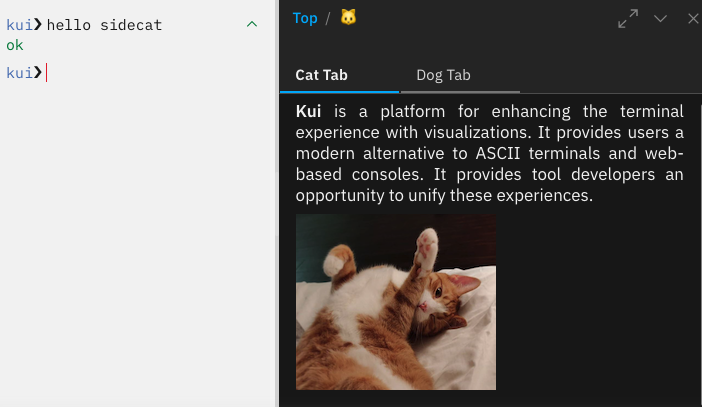 kui❯ hello sidecat
ok
kui❯
Top / 🐱
Cat Tab
Dog Tab
Kui is a platform for enhancing the terminal
experience with visualizations. It provides users a
modern alternative to ASCII terminals and web-
based consoles. It provides tool developers an
opportunity to unify these experiences.